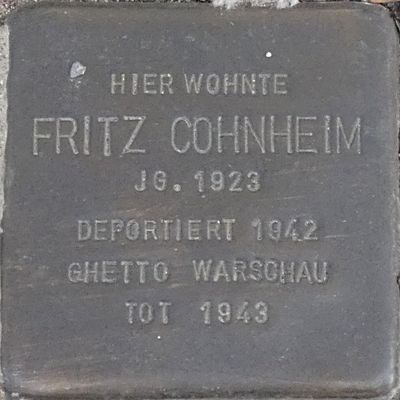 HIER WOHNTE
FRITZ COHNHEIM
JG. 1923
DEPORTIERT 1942
GHETTO WARSCHAU
TOT 1943